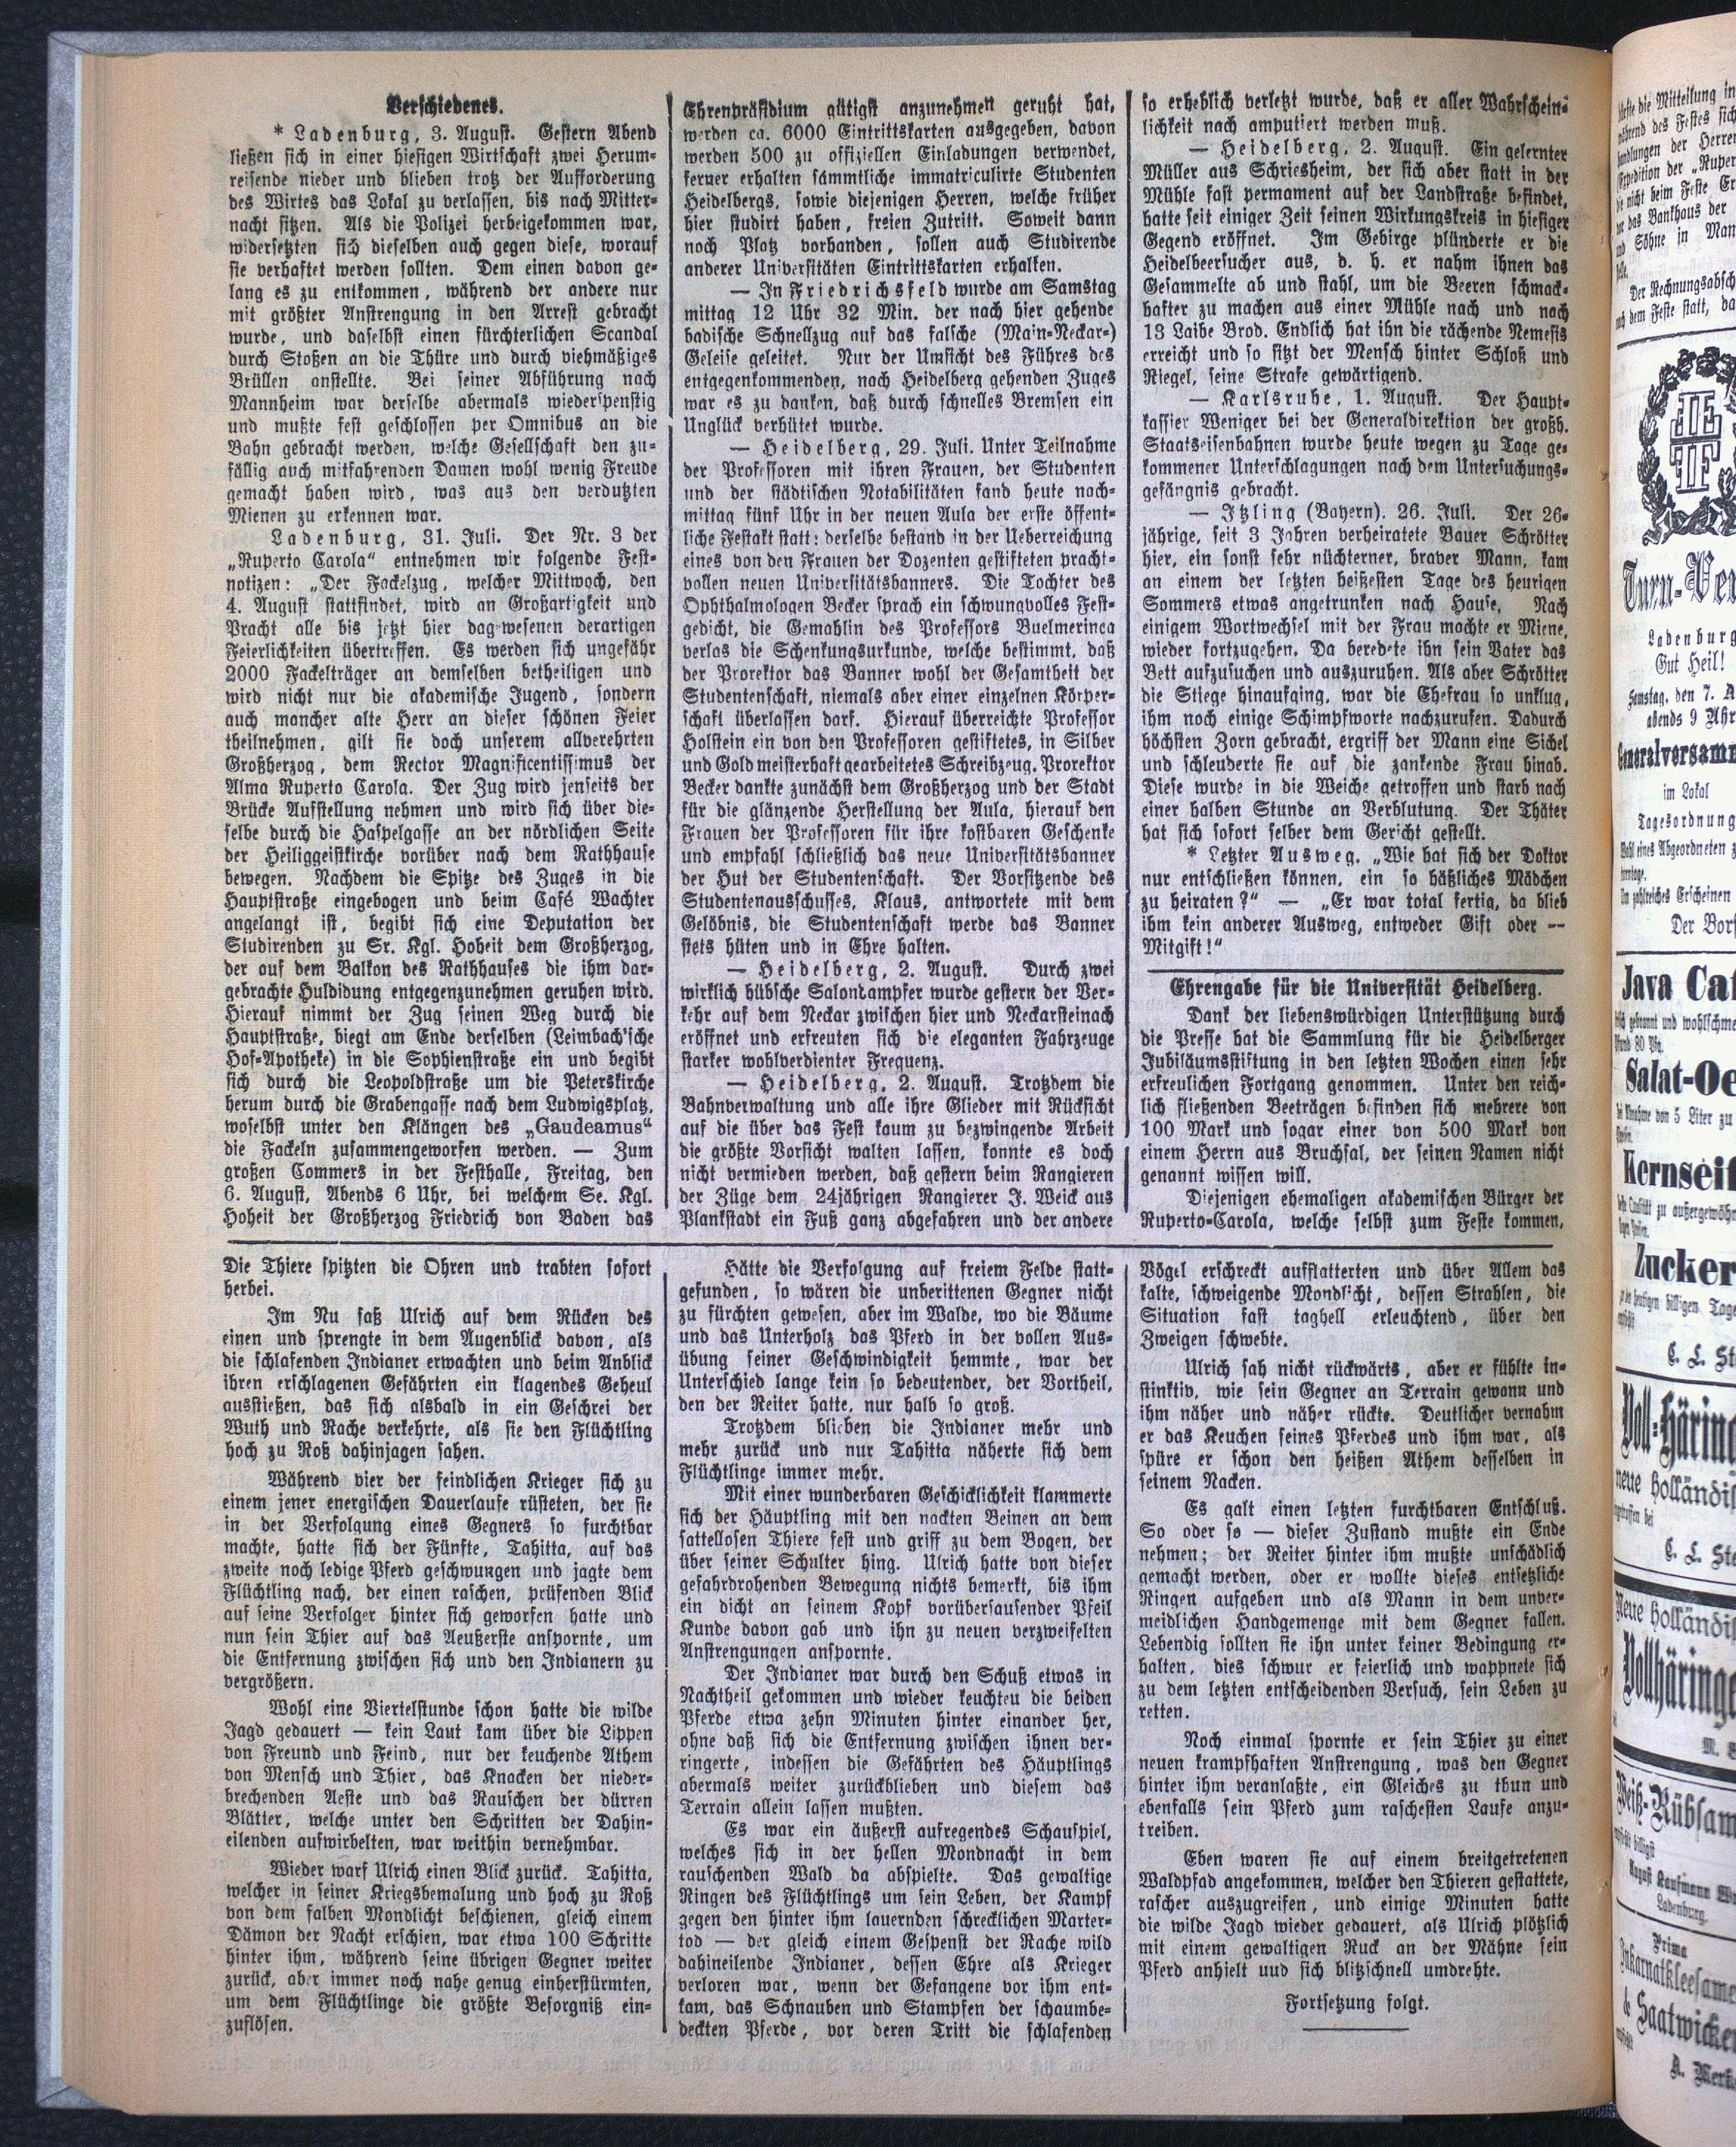 Verschiedenes.
* Ladenburg, 3. August. Gestern Abend
ließen sich in einer hiesigen Wirtschaft zwei Herum-
reisende nieder und blieben trotz der Aufforderung
des Wirtes das Lokal zu verlassen, bis nach Mitter-
nacht sitzen. Als die Polizei herbeigekommen war,
widersetzten sich dieselben auch gegen diese, worauf
sie verhaftet werden sollten. Dem einen davon ge-
lang es zu entkommen, während der andere nur
mit größter Anstrengung in den Arrest gebracht
wurde, und daselbst einen fürchterlichen Scandal
durch Stoßen an die Thüre und durch viehmäßiges
Brüllen anstellte. Bei seiner Abführung nach
Mannheim war derselbe abermals wiederspenstig
und mußte fest geschlossen per Omnibus an die
Bahn gebracht werden, welche Gesellschaft den zu-
fällig auch mitfahrenden Damen wohl wenig Freude
gemacht haben wird, was aus den verdutzten
Mienen zu erkennen war.
Ladenburg, 31. Juli. Der Nr. 3 der
„Ruperto Carola“ entnehmen wir folgende Fest-
notizen: „Der Fackelzug, welcher Mittwoch, den
4. August stattfindet, wird an Großartigkeit und
Pracht alle bis jetzt hier dagewesenen derartigen
Feierlichkeiten übertreffen. Es werden sich ungefähr
2000 Fackelträger an demselben betheiligen und
wird nicht nur die akademische Jugend, sondern
auch mancher alte Herr an dieser schönen Feier
theilnehmen, gilt sie doch unserem allverehrten
Großherzog, dem Rector Magnificentissimus der
Alma Ruperto Carola. Der Zug wird jenseits der
Brücke Aufstellung nehmen und wird sich über die-
selbe durch die Haspelgasse an der nördlichen Seite
der Heiliggeistkirche vorüber nach dem Rathhause
bewegen. Nachdem die Spitze des Zuges in die
Hauptstraße eingebogen und beim Café Wachter
angelangt ist, begibt sich eine Deputation der
Studirenden zu Sr. Kgl. Hoheit dem Großherzog,
der auf dem Balkon des Rathhauses die ihm dar-
gebrachte Huldidung entgegenzunehmen geruhen wird.
Hierauf nimmt der Zug seinen Weg durch die
Hauptstraße, biegt am Ende derselben (Leimbach'sche
Hof-Apotheke) in die Sophienstraße ein und begibt
sich durch die Leopoldstraße um die Peterskirche
herum durch die Grabengasse nach dem Ludwigsplatz,
woselbst unter den Klängen des „Gaudeamus“
die Fackeln zusammengeworfen werden. — Zum
großen Commers in der Festhalle, Freitag, den
6. August, Abends 6 Uhr, bei welchem Se. Kgl.
Hoheit der Großherzog Friedrich von Baden das
Ehrenpräsidium gütigst anzunehmen geruht hat,
werden ca. 6000 Eintrittskarten ausgegeben, davon
werden 500 zu offiziellen Einladungen verwendet,
ferner erhalten sämmtliche immatriculirte Studenten
Heidelbergs, sowie diejenigen Herren, welche früher
hier studirt haben, freien Zutritt. Soweit dann
noch Platz vorhanden, sollen auch Studirende
anderer Universitäten Eintrittskarten erhalten.
— In Friedrichsfeld wurde am Samstag
mittag 12 Uhr 32 Min. der nach hier gehende
badische Schnellzug auf das falsche (Main-Neckar-)
Geleise geleitet. Nur der Umsicht des Führes des
entgegenkommenden, nach Heidelberg gehenden Zuges
war es zu danken, daß durch schnelles Bremsen ein
Unglück verhütet wurde.
— Heidelberg, 29. Juli. Unter Teilnahme
der Professoren mit ihren Frauen, der Studenten
und der städtischen Notabilitäten fand heute nach-
mittag fünf Uhr in der neuen Aula der erste öffent-
liche Festakt statt: derselbe bestand in der Ueberreichung
eines von den Frauen der Dozenten gestifteten pracht-
vollen neuen Universitätsbanners. Die Tochter des
Ophthalmologen Becker sprach ein schwungvolles Fest-
gedicht, die Gemahlin des Professors Buelmerincq
verlas die Schenkungsurkunde, welche bestimmt, daß
der Prorektor das Banner wohl der Gesamtheit der
Studentenschaft, niemals aber einer einzelnen Körper-
schaft überlassen darf. Hierauf überreichte Professor
Holstein ein von den Professoren gestiftetes, in Silber
und Gold meisterhaft gearbeitetes Schreibzeug. Prorektor
Becker dankte zunächst dem Großherzog und der Stadt
für die glänzende Herstellung der Aula, hierauf den
Frauen der Professoren für ihre kostbaren Geschenke
und empfahl schließlich das neue Universitätsbanner
der Hut der Studentenschaft. Der Vorsitzende des
Studentenausschusses, Klaus, antwortete mit dem
Gelöbnis, die Studentenschaft werde das Banner
stets hüten und in Ehre halten.
— Heidelberg, 2. August. Durch zwei
wirklich hübsche Salondampfer wurde gestern der Ver-
kehr auf dem Neckar zwischen hier und Neckarsteinach
eröffnet und erfreuten sich die eleganten Fahrzeuge
starker wohlverdienter Frequenz.
— Heidelberg, 2. August. Trotzdem die
Bahnverwaltung und alle ihre Glieder mit Rücksicht
auf die über das Fest kaum zu bezwingende Arbeit
die größte Vorsicht walten lassen, konnte es doch
nicht vermieden werden, daß gestern beim Rangieren
der Züge dem 24jährigen Rangierer J. Weick aus
Plankstadt ein Fuß ganz abgefahren und der andere
so erheblich verletzt wurde, daß er aller Wahrschein-
lichkeit nach amputiert werden muß.
— Heidelberg, 2. August. Ein gelernter
Müller aus Schriesheim, der sich aber statt in der
Mühle fast permament auf der Landstraße befindet,
hatte seit einiger Zeit seinen Wirkungskreis in hiesiger
Gegend eröffnet. Im Gebirge plünderte er die
Heidelbeersucher aus, d. h. er nahm ihnen das
Gesammelte ab und stahl, um die Beeren schmack-
hafter zu machen aus einer Mühle nach und nach
13 Laibe Brod. Endlich hat ihn die rächende Nemesis
erreicht und so sitzt der Mensch hinter Schloß und
Riegel, seine Strafe gewärtigend.
— Karlsruhe, 1. August. Der Haupt-
kassier Weniger bei der Generaldirektion der großh.
Staatseisenbahnen wurde heute wegen zu Tage ge-
kommener Unterschlagungen nach dem Untersuchungs-
gefängnis gebracht.
— Itzling (Bayern). 26. Juli. Der 26-
jährige, seit 3 Jahren verheiratete Bauer Schrötter
hier, ein sonst sehr nüchterner, braver Mann, kam
an einem der letzten heißesten Tage des heurigen
Sommers etwas angetrunken nach Hause. Nach
einigem Wortwechsel mit der Frau machte er Miene,
wieder fortzugehen. Da beredete ihn sein Vater das
Bett aufzusuchen und auszuruhen. Als aber Schrötter
die Stiege hinaufging, war die Ehefrau so unklug,
ihm noch einige Schimpfworte nachzurufen. Dadurch
höchsten Zorn gebracht, ergriff der Mann eine Sichel
und schleuderte sie auf die zankende Frau hinab.
Diese wurde in die Weiche getroffen und starb nach
einer halben Stunde an Verblutung. Der Thäter
hat sich sofort selber dem Gericht gestellt.
* Letzter Ausweg. „Wie hat sich der Doktor
nur entschließen können, ein so häßliches Mädchen
zu heiraten?“ — „Er war total fertig, da blieb
ihm kein anderer Ausweg, entweder Gift oder —
Mitgift!“
Ehrengabe für die Universität Heidelberg.
Dank der liebenswürdigen Unterstützung durch
die Presse hat die Sammlung für die Heidelberger
Jubiläumsstiftung in den letzten Wochen einen sehr
erfreulichen Fortgang genommen. Unter den reich-
lich fließenden Beeträgen befinden sich mehrere von
100 Mark und sogar einer von 500 Mark von
einem Herrn aus Bruchsal, der seinen Namen nicht
genannt wissen will.
Diejenigen ehemaligen akademischen Bürger der
Ruperto-Carola, welche selbst zum Feste kommen,
Die Thiere spitzten die Ohren und trabten sofort
herbei.
Im Nu saß Ulrich auf dem Rücken des
einen und sprengte in dem Augenblick davon, als
die schlafenden Indianer erwachten und beim Anblick
ihren erschlagenen Gefährten ein klagendes Geheul
ausstießen, das sich alsbald in ein Geschrei der
Wuth und Rache verkehrte, als sie den Flüchtling
hoch zu Roß dahinjagen sahen.
Während vier der feindlichen Krieger sich zu
einem jener energischen Dauerlaufe rüsteten, der sie
in der Verfolgung eines Gegners so furchtbar
machte, hatte sich der Fünfte, Tahitta, auf das
zweite noch ledige Pferd geschwungen und jagte dem
Flüchtling nach, der einen raschen, prüfenden Blick
auf seine Verfolger hinter sich geworfen hatte und
nun sein Thier auf das Aeußerste anspornte, um
die Entfernung zwischen sich und den Indianern zu
vergrößern.
Wohl eine Viertelstunde schon hatte die wilde
Jagd gedauert — kein Laut kam über die Lippen
von Freund und Feind, nur der keuchende Athem
von Mensch und Thier, das Knacken der nieder-
brechenden Aeste und das Rauschen der dürren
Blätter, welche unter den Schritten der Dahin-
eilenden aufwirbelten, war weithin vernehmbar.
Wieder warf Ulrich einen Blick zurück. Tahitta,
welcher in seiner Kriegsbemalung und hoch zu Roß
von dem falben Mondlicht beschienen, gleich einem
Dämon der Nacht erschien, war etwa 100 Schritte
hinter ihm, während seine übrigen Gegner weiter
zurück, aber immer noch nahe genug einherstürmten,
um dem Flüchtlinge die größte Besorgniß ein-
zuflösen.
Hätte die Verfolgung auf freiem Felde statt-
gefunden, so wären die unberittenen Gegner nicht
zu fürchten gewesen, aber im Walde, wo die Bäume
und das Unterholz das Pferd in der vollen Aus-
übung seiner Geschwindigkeit hemmte, war der
Unterschied lange kein so bedeutender, der Vortheil,
den der Reiter hatte, nur halb so groß.
Trotzdem blieben die Indianer mehr und
mehr zurück und nur Tahitta näherte sich dem
Flüchtlinge immer mehr.
Mit einer wunderbaren Geschicklichkeit klammerte
sich der Häuptling mit den nackten Beinen an dem
sattellosen Thiere fest und griff zu dem Bogen, der
über seiner Schulter hing. Ulrich hatte von dieser
gefahrdrohenden Bewegung nichts bemerkt, bis ihm
ein dicht an seinem Kopf vorübersausender Pfeil
Kunde davon gab und ihn zu neuen verzweifelten
Anstrengungen anspornte.
Der Indianer war durch den Schuß etwas in
Nachtheil gekommen und wieder keuchteu die beiden
Pferde etwa zehn Minuten hinter einander her,
ohne daß sich die Entfernung zwischen ihnen ver-
ringerte, indessen die Gefährten des Häuptlings
abermals weiter zurückblieben und diesem das
Terrain allein lassen mußten.
Es war ein äußerst aufregendes Schauspiel,
welches sich in der hellen Mondnacht in dem
rauschenden Wald da abspielte. Das gewaltige
Ringen des Flüchtlings um sein Leben, der Kampf
gegen den hinter ihm lauernden schrecklichen Marter-
tod — der gleich einem Gespenst der Rache wild
dahineilende Indianer, dessen Ehre als Krieger
verloren war, wenn der Gefangene vor ihm ent-
kam, das Schnauben und Stampfen der schaumbe-
deckten Pferde, vor deren Tritt die schlafenden
Vögel erschreckt aufflatterten und über Allem das
kalte, schweigende Mondlicht, dessen Strahlen, die
Situation fast taghell erleuchtend, über den
Zweigen schwebte.
Ulrich sah nicht rückwärts, aber er fühlte in-
stinktiv, wie sein Gegner an Terrain gewann und
ihm näher und näher rückte. Deutlicher vernahm
er das Keuchen seines Pferdes und ihm war, als
spüre er schon den heißen Athem desselben in
seinem Nacken.
Es galt einen letzten furchtbaren Entschluß.
So oder so — dieser Zustand mußte ein Ende
nehmen; der Reiter hinter ihm mußte unschädlich
gemacht werden, oder er wollte dieses entsetzliche
Ringen aufgeben und als Mann in dem unver-
meidlichen Handgemenge mit dem Gegner fallen.
Lebendig sollten sie ihn unter keiner Bedingung er-
halten, dies schwur er feierlich und wappnete sich
zu dem letzten entscheidenden Versuch, sein Leben zu
retten.
Noch einmal spornte er sein Thier zu einer
neuen krampfhaften Anstrengung, was den Gegner
hinter ihm veranlaßte, ein Gleiches zu thun und
ebenfalls sein Pferd zum raschesten Laufe anzu-
treiben.
Eben waren sie auf einem breitgetretenen
Waldpfad angekommen, welcher den Thieren gestattete,
rascher auszugreifen, und einige Minuten hatte
die wilde Jagd wieder gedauert, als Ulrich plötzlich
mit einem gewaltigen Ruck an der Mähne sein
Pferd anhielt uud sich blitzschnell umdrehte.
Fortsetzung folgt.
die Mitteilung
des Festes
der Herren
der „Ruper
nicht beim Feste
das Bankhaus der
Söhne in Man
Der Rechnungsabsch
dem Feste statt, da
Turn-Ver
Ladenburg
Gut Heil!
Samstag, den 7. A
abends 9 Uhr
Generalversamm
im Lokal
Tagesordnung
eines Abgeordneten
zahlreiches Erscheinen
Der Vors
Java Caf
gebrannt und wohlschme
Pfund 80 Pfg.
Salat-Oe
Abnahme von 5 Liter zu
Kernseif
zu außergewöhn
Zucker
heutigen billigen Tage
C. L. Ste
Voll-Häring
neue holländis
C. L. Ste
Neue holländis
Vollhäringe
Weiß-Rübsam
billigst
August Kaufmann
Ladenburg.
Prima
Inkarnatkleesame
& Saatwicken
A. Merk